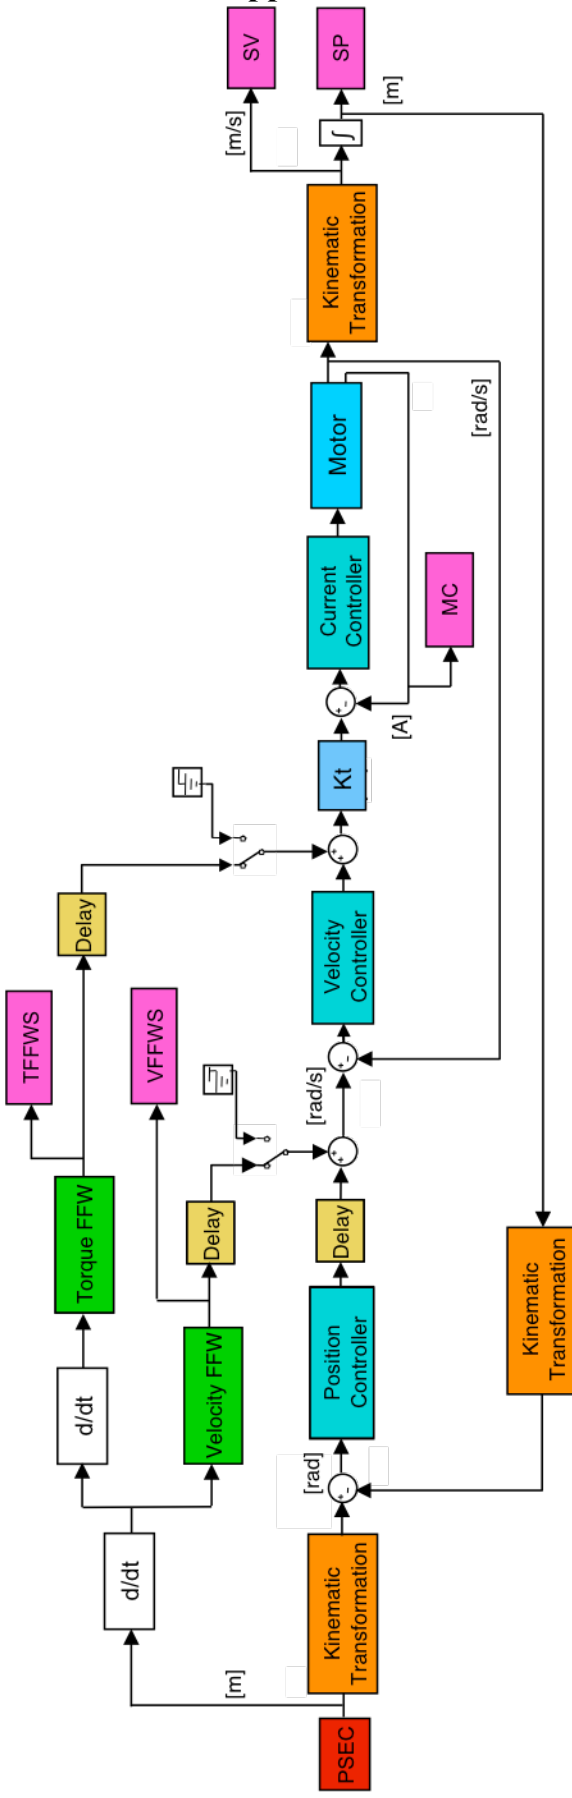 SV
SP
[m/s]
[m]
∫
Kinematic
Transformation
Motor
[rad/s]
Current
Controller
MC
+
-
[A]
Kt
Delay
+
+
Velocity
Controller
TFFWS
VFFWS
+
-
[rad/s]
+
+
Torque FFW
Delay
Delay
Velocity FFW
Position
Controller
Kinematic
Transformation
d/dt
[rad]
+
-
d/dt
Kinematic
Transformation
[m]
PSEC